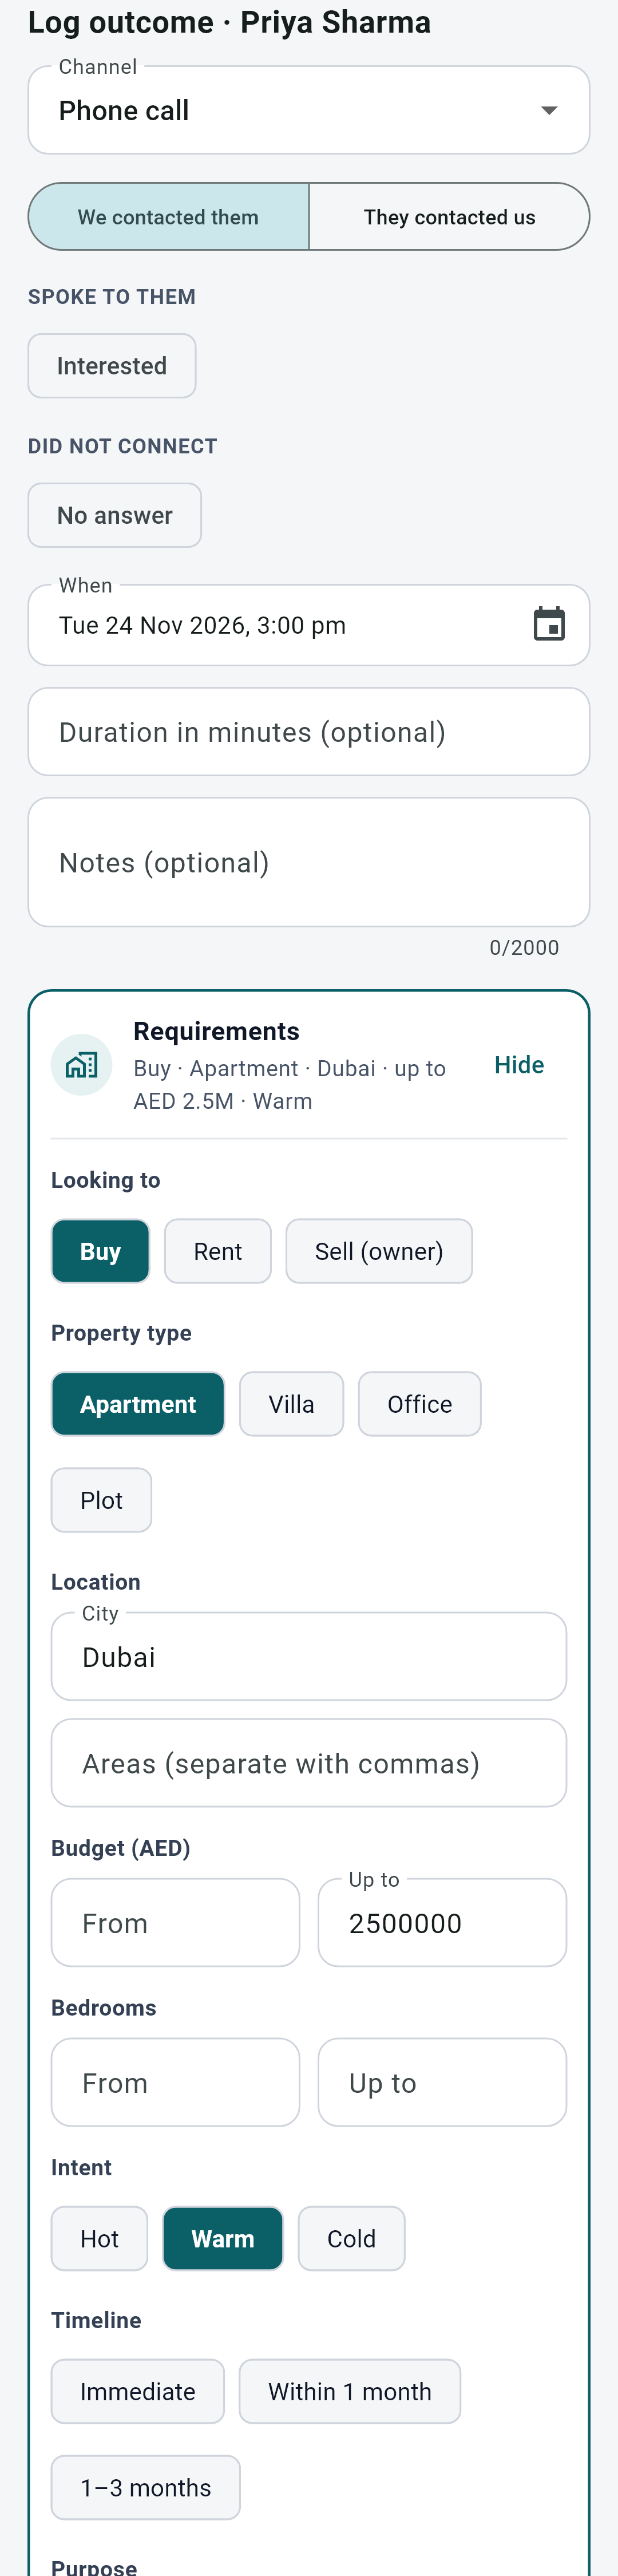 Log outcome · Priya Sharma
Channel
Phone call
We contacted them
They contacted us
SPOKE TO THEM
Interested
DID NOT CONNECT
No answer
When
Tue 24 Nov 2026, 3:00 pm
Duration in minutes (optional)
Notes (optional)
0/2000
Requirements
Buy · Apartment · Dubai · up to
AED 2.5M · Warm
Hide
Looking to
Buy
Rent
Sell (owner)
Property type
Apartment
Villa
Office
Plot
Location
City
Dubai
Areas (separate with commas)
Budget (AED)
From
Up to
2500000
Bedrooms
From
Up to
Intent
Hot
Warm
Cold
Timeline
Immediate
Within 1 month
1–3 months
Purpose